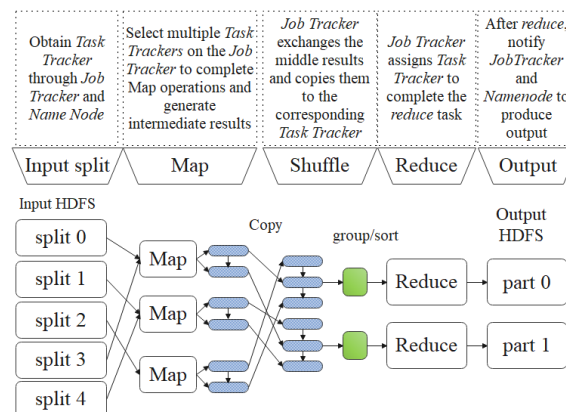 Obtain Task
Tracker
through Job
Tracker and
Name Node
Select multiple Task
Trackers on the Job
Tracker to complete
Map operations and
generate
intermediate results
Job Tracker
exchanges the
middle results
and copies them
to the
corresponding
Task Tracker
Job Tracker
assigns Task
Tracker to
complete the
reduce task
After reduce,
notify
JobTracker
and
Namenode to
produce
output
Input split
Map
Shuffle
Reduce
Output
Input HDFS
Copy
group/sort
Output
HDFS
split 0
split 1
split 2
split 3
split 4
Map
Map
Map
Reduce
Reduce
part 0
part 1